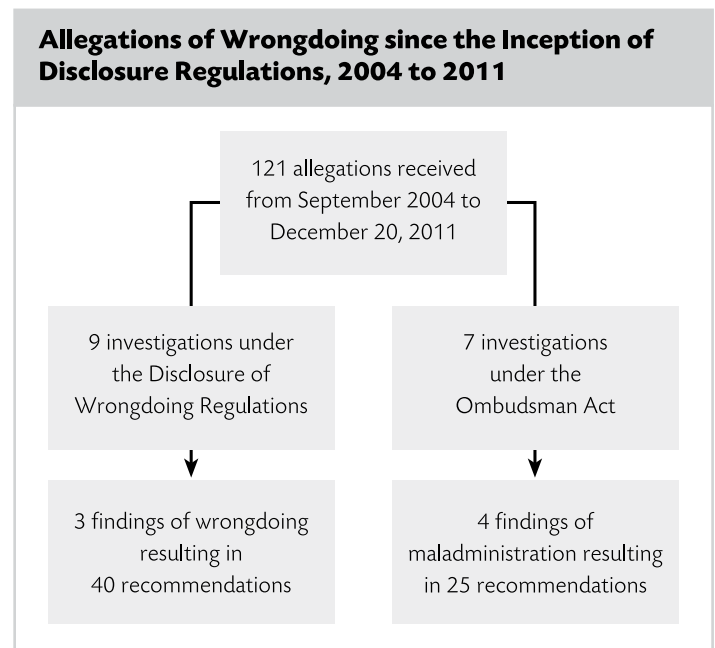 Allegations of Wrongdoing since the Inception of
Disclosure Regulations, 2004 to 2011
121 allegations received
from September 2004 to
December 20, 2011
9 investigations under
the Disclosure of
Wrongdoing Regulations
7 investigations
under the
Ombudsman Act
3 findings of wrongdoing
resulting in
40 recommendations
4 findings of
maladministration resulting
in 25 recommendations